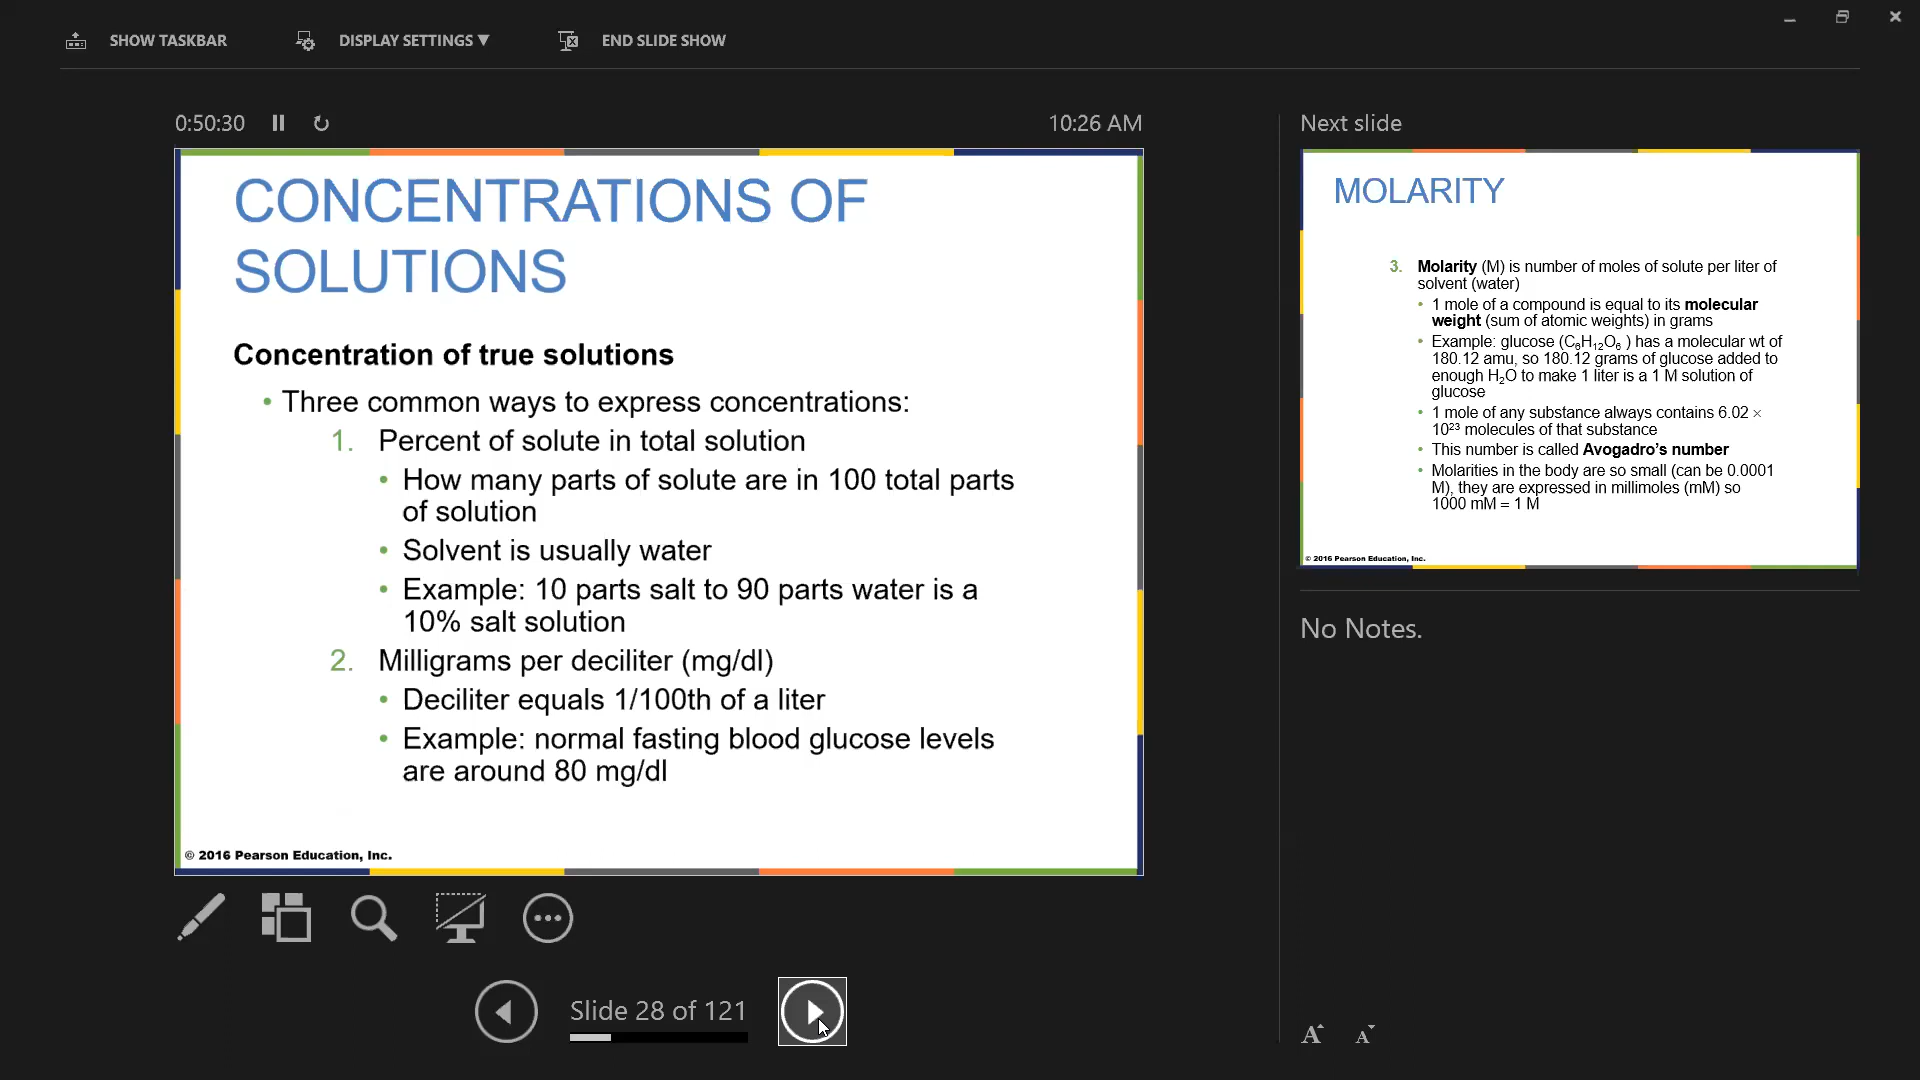 SHOW TASKBAR
DISPLAY SETTINGS ▼
END SLIDE SHOW
0:50:30
10:26 AM
CONCENTRATIONS OF
SOLUTIONS
Concentration of true solutions
• Three common ways to express concentrations:
1. Percent of solute in total solution
• How many parts of solute are in 100 total parts
of solution
• Solvent is usually water
• Example: 10 parts salt to 90 parts water is a
10% salt solution
2. Milligrams per deciliter (mg/dl)
• Deciliter equals 1/100th of a liter
• Example: normal fasting blood glucose levels
are around 80 mg/dl
© 2016 Pearson Education, Inc.
Slide 28 of 121
Next slide
MOLARITY
3. Molarity (M) is number of moles of solute per liter of
solvent (water)
• 1 mole of a compound is equal to its molecular
weight (sum of atomic weights) in grams
• Example: glucose (C₆H₁₂O₆ ) has a molecular wt of
180.12 amu, so 180.12 grams of glucose added to
enough H₂O to make 1 liter is a 1 M solution of
glucose
• 1 mole of any substance always contains 6.02 ×
10²³ molecules of that substance
• This number is called Avogadro’s number
• Molarities in the body are so small (can be 0.0001
M), they are expressed in millimoles (mM) so
1000 mM = 1 M
© 2016 Pearson Education, Inc.
No Notes.
A A